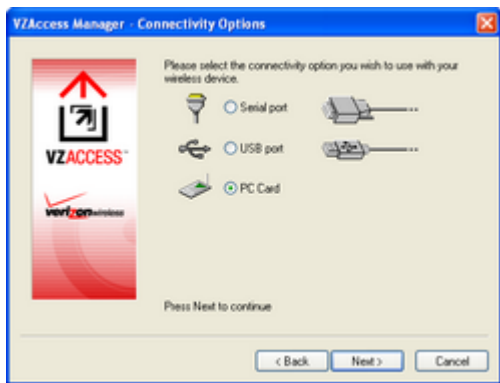 VZAccess Manager - Connectivity Options
Please select the connectivity option you wish to use with your
wireless device.
Serial port
USB port
PC Card
VZACCESS
verizonwireless
Press Next to continue
< Back
Next >
Cancel